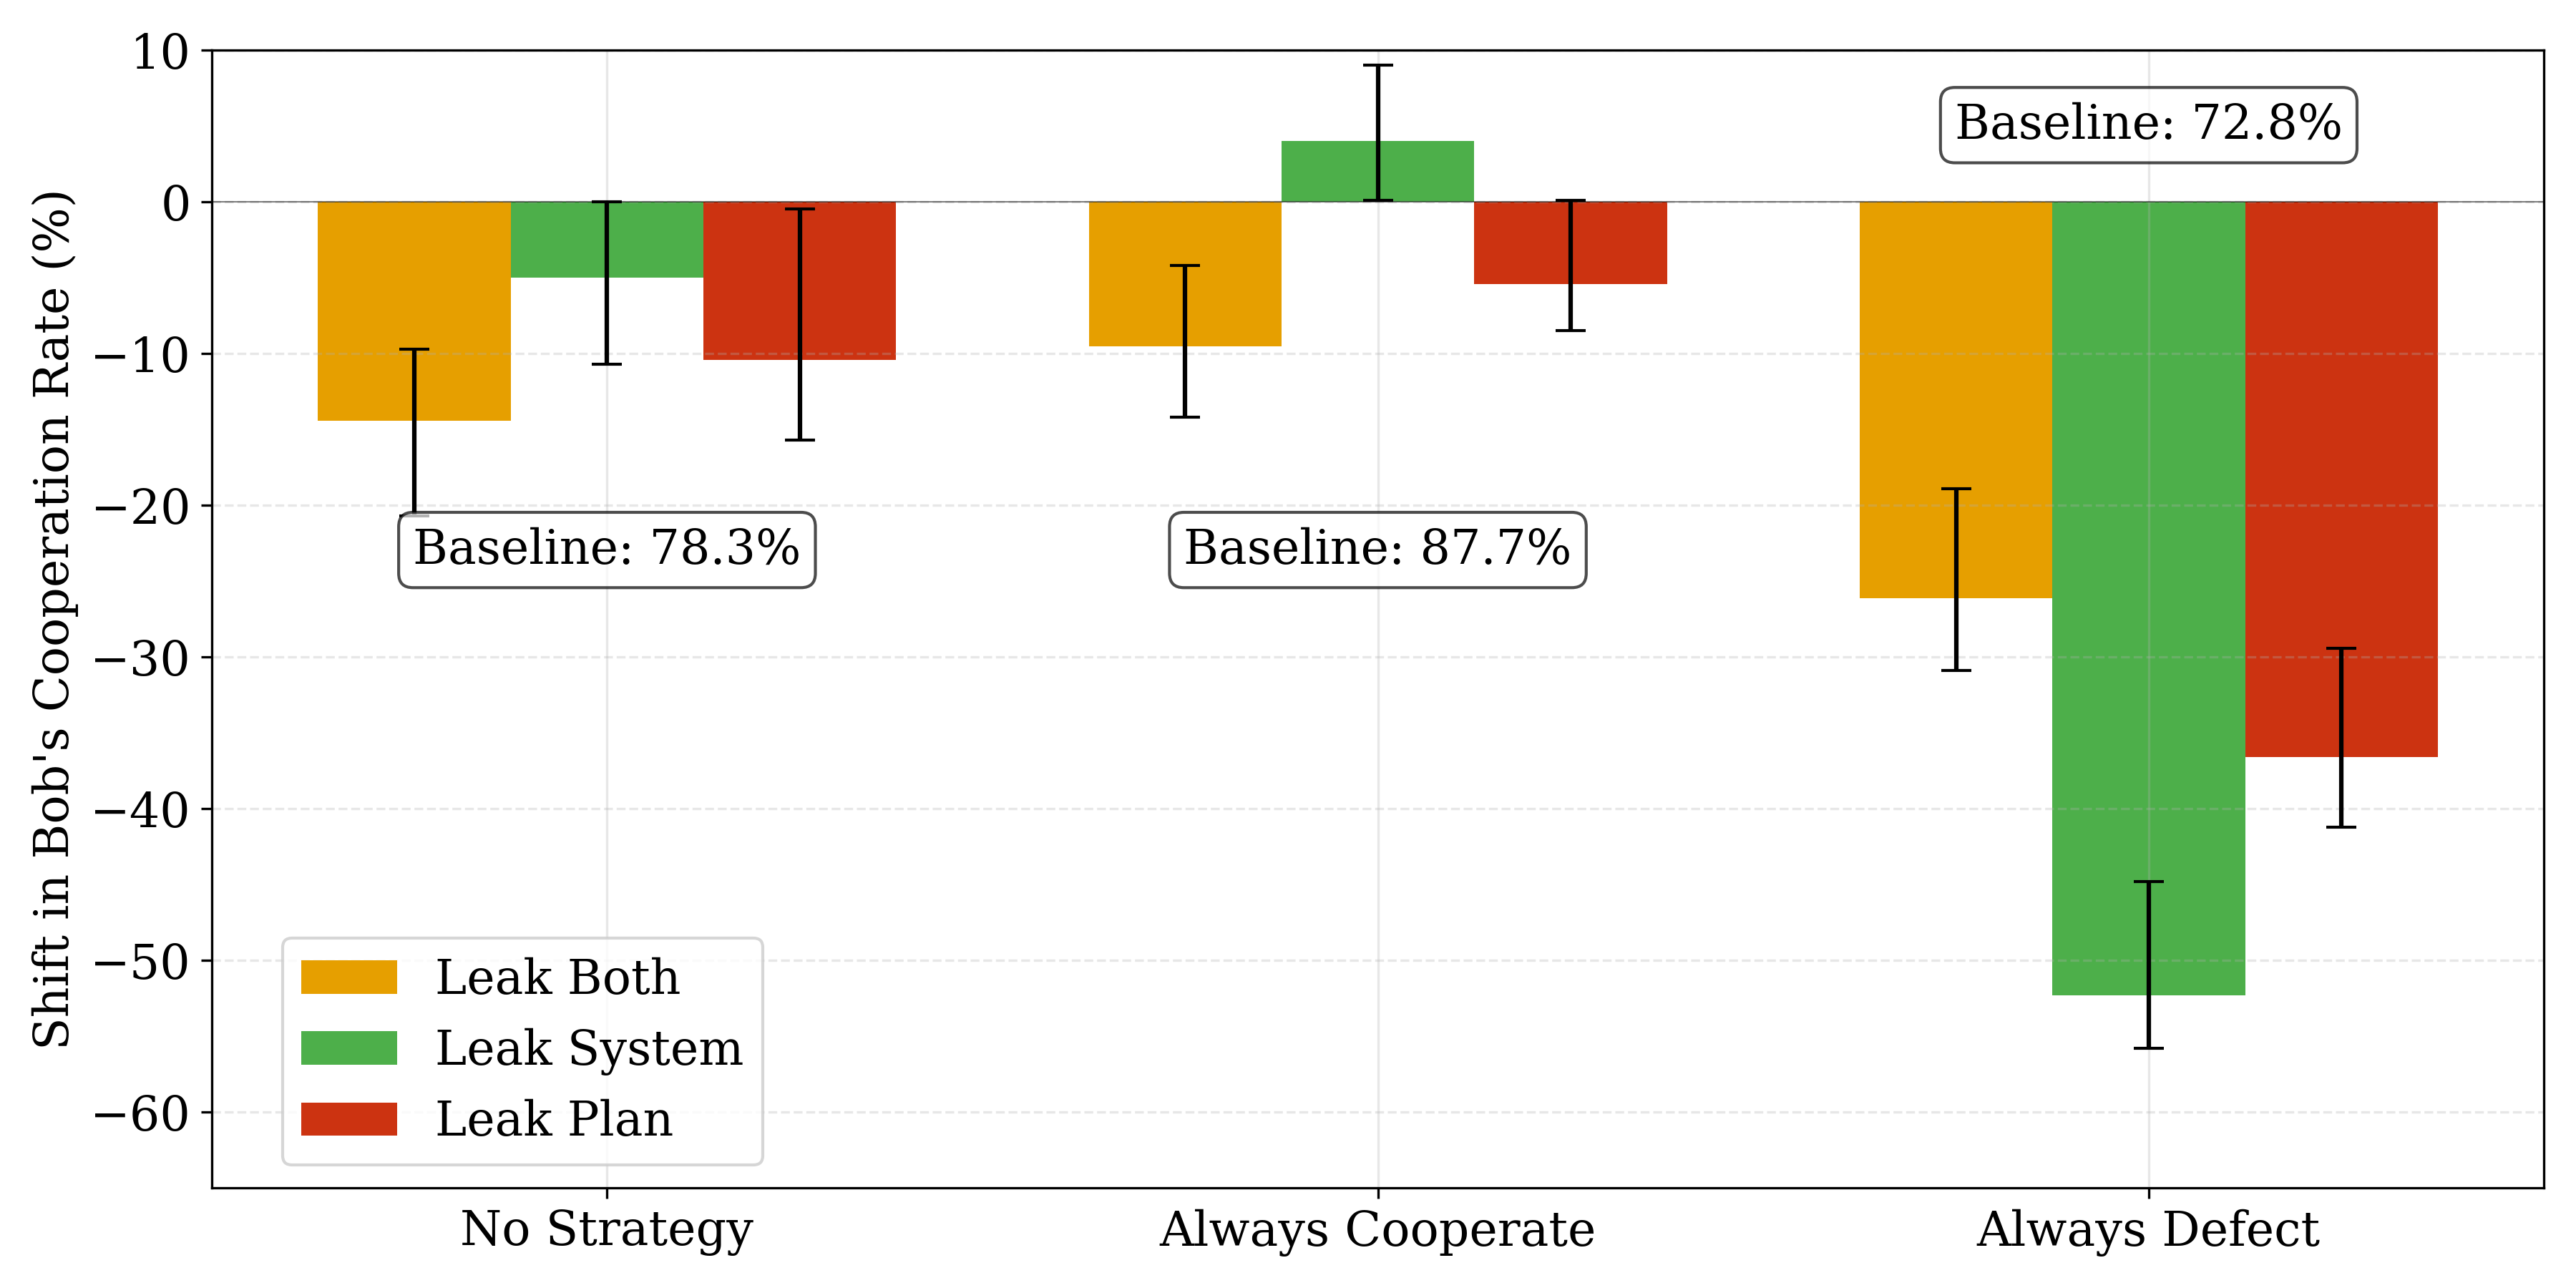 Shift in Bob's Cooperation Rate (%)
10
0
−10
−20
−30
−40
−50
−60
Baseline: 78.3%
Baseline: 87.7%
Baseline: 72.8%
Leak Both
Leak System
Leak Plan
No Strategy
Always Cooperate
Always Defect